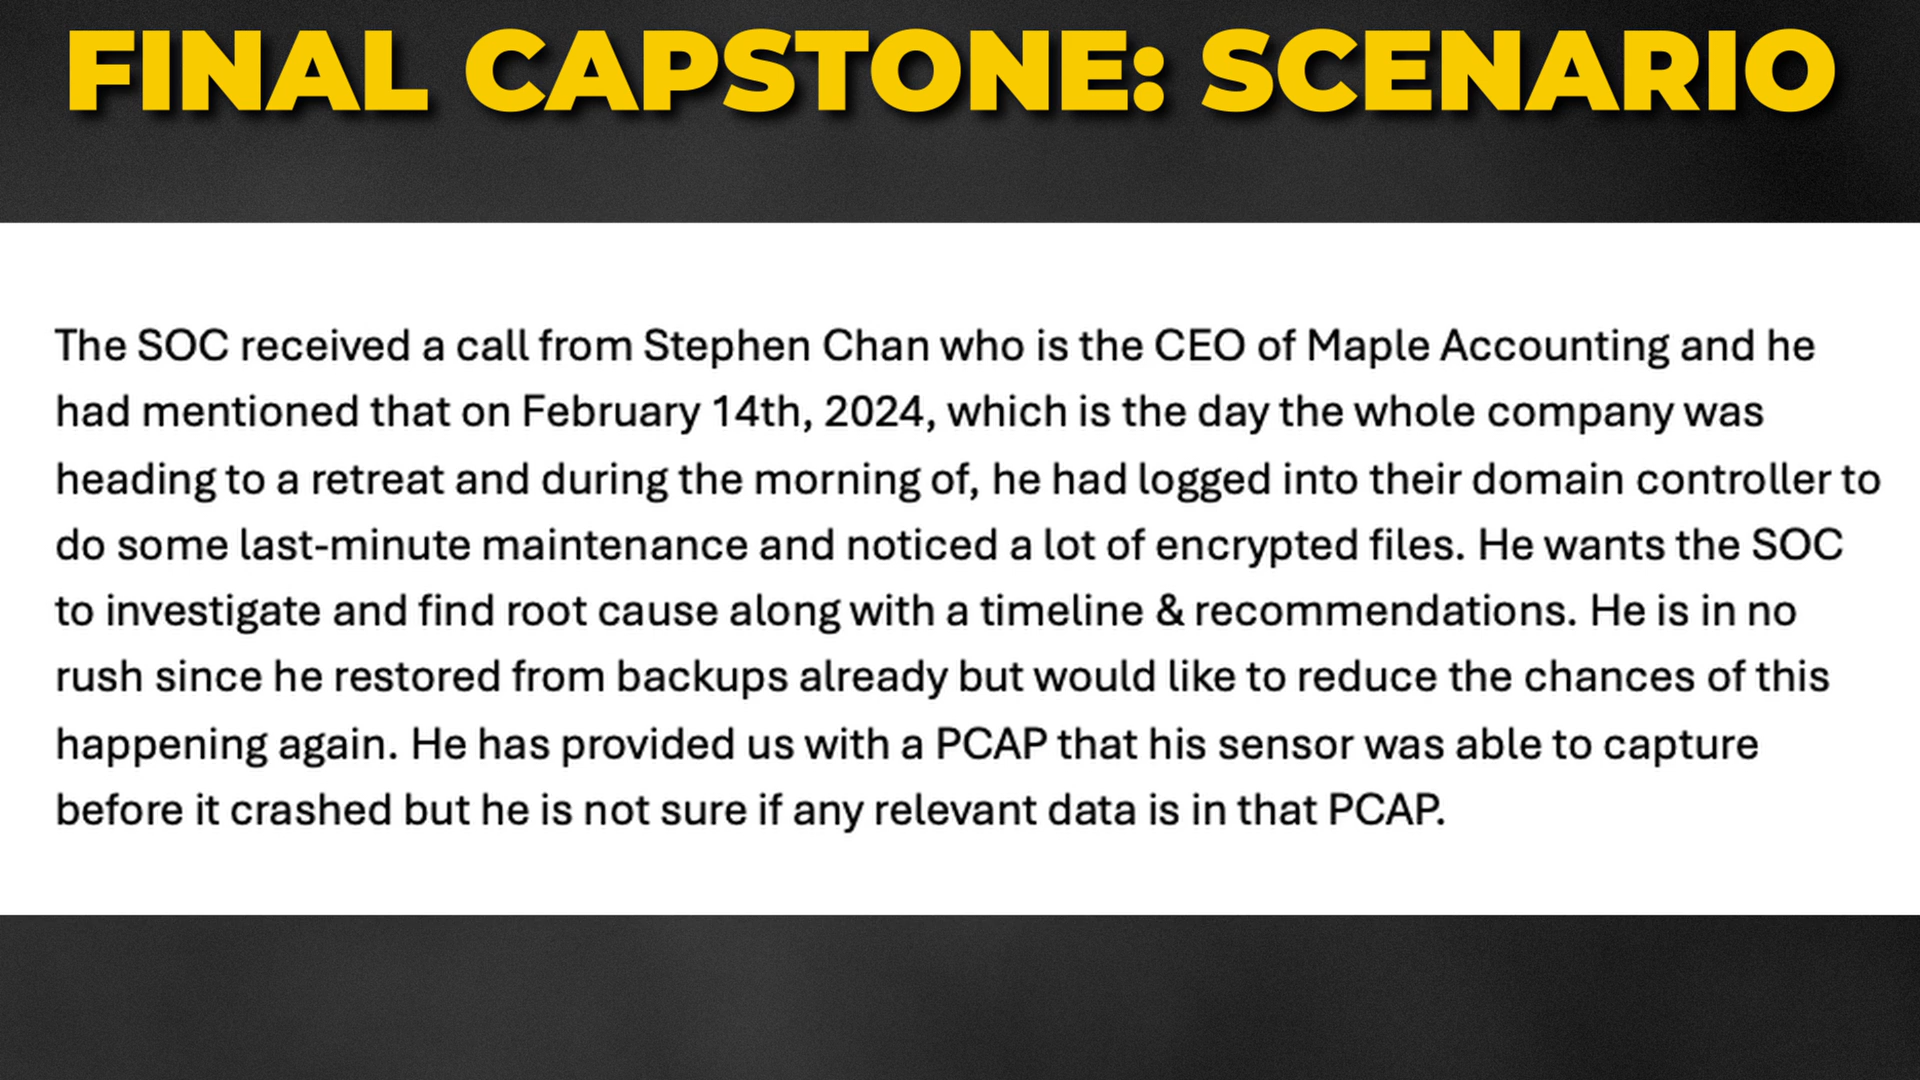 FINAL CAPSTONE: SCENARIO
The SOC received a call from Stephen Chan who is the CEO of Maple Accounting and he
had mentioned that on February 14th, 2024, which is the day the whole company was
heading to a retreat and during the morning of, he had logged into their domain controller to
do some last-minute maintenance and noticed a lot of encrypted files. He wants the SOC
to investigate and find root cause along with a timeline & recommendations. He is in no
rush since he restored from backups already but would like to reduce the chances of this
happening again. He has provided us with a PCAP that his sensor was able to capture
before it crashed but he is not sure if any relevant data is in that PCAP.